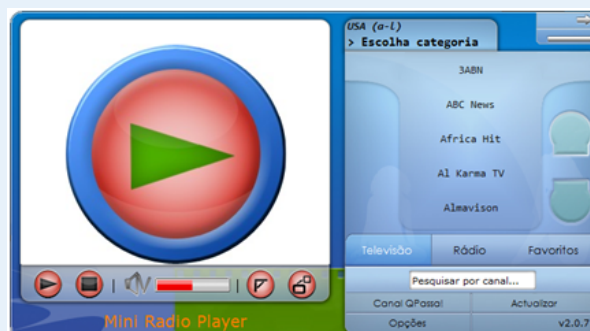 USA (a-l)
> Escolha categoria
3ABN
ABC News
Africa Hit
Al Karma TV
Almavison
Televisão Rádio Favoritos
Pesquisar por canal...
Canal QPassa! Actualizar
Opções v2.0.7
Mini Radio Player